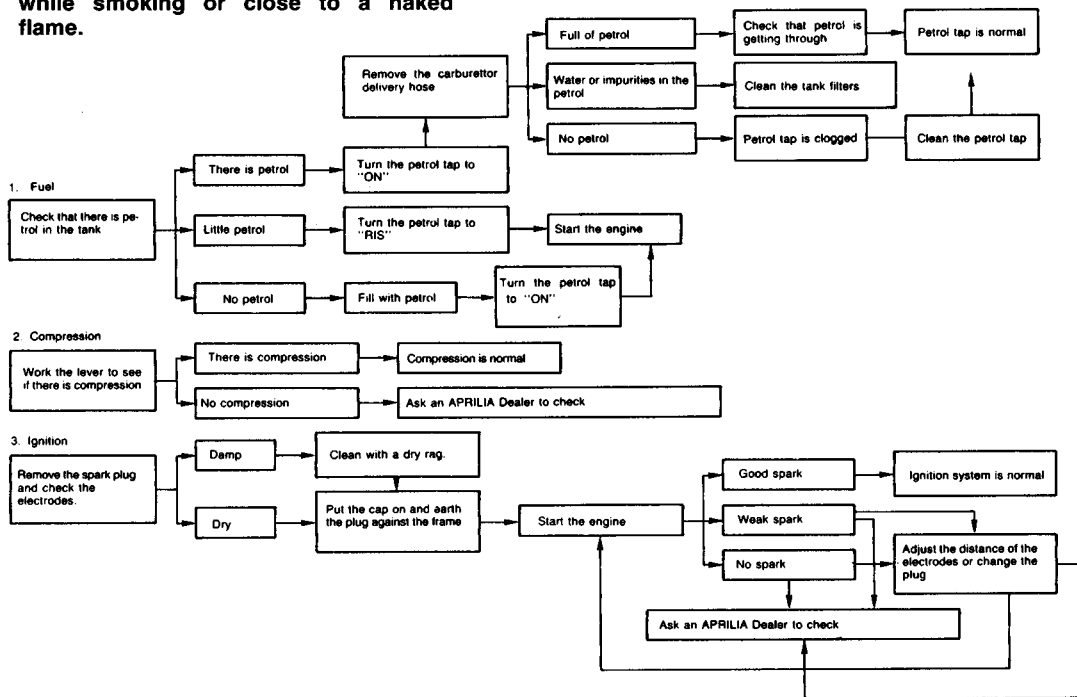 while smoking or close to a naked
flame.
Full of petrol
Check that petrol is
getting through
Petrol tap is normal
Remove the carburettor
delivery hose
Water or impurities in the
petrol
Clean the tank filters
No petrol
Petrol tap is clogged
Clean the petrol tap
There is petrol
Turn the petrol tap to
"ON"
1. Fuel
Check that there is pe-
trol in the tank
Little petrol
Turn the petrol tap to
"RIS"
Start the engine
No petrol
Fill with petrol
Turn the petrol tap
to "ON"
2. Compression
Work the lever to see
if there is compression
There is compression
Compression is normal
No compression
Ask an APRILIA Dealer to check
3. Ignition
Remove the spark plug
and check the
electrodes.
Damp
Clean with a dry rag.
Dry
Put the cap on and earth
the plug against the frame
Start the engine
Good spark
Ignition system is normal
Weak spark
No spark
Adjust the distance of the
electrodes or change the
plug
Ask an APRILIA Dealer to check